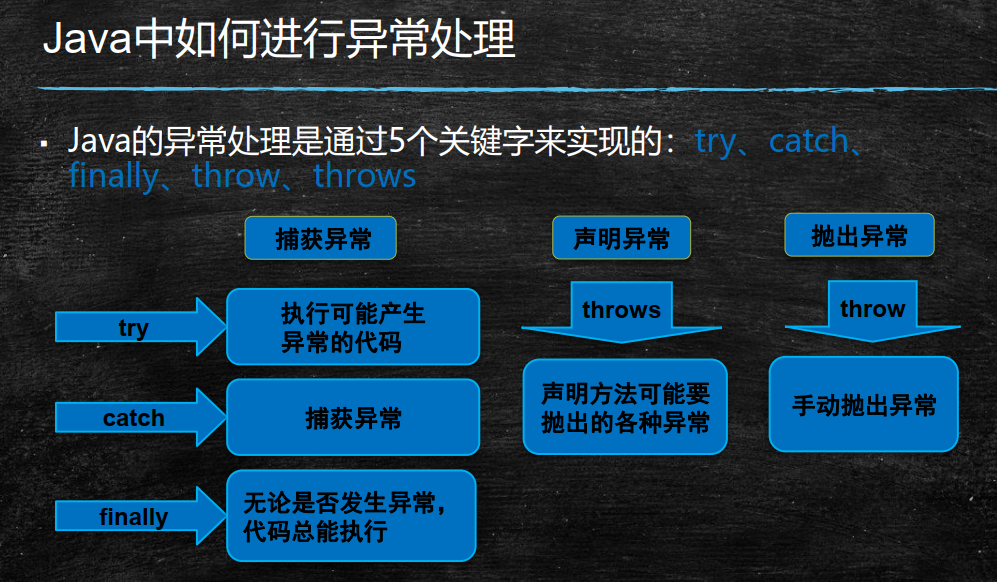 Java中如何进行异常处理
▪ Java的异常处理是通过5个关键字来实现的：try、catch、
finally、throw、throws
捕获异常
声明异常
抛出异常
try
执行可能产生
异常的代码
throws
throw
catch
捕获异常
声明方法可能要
抛出的各种异常
手动抛出异常
finally
无论是否发生异常，
代码总能执行